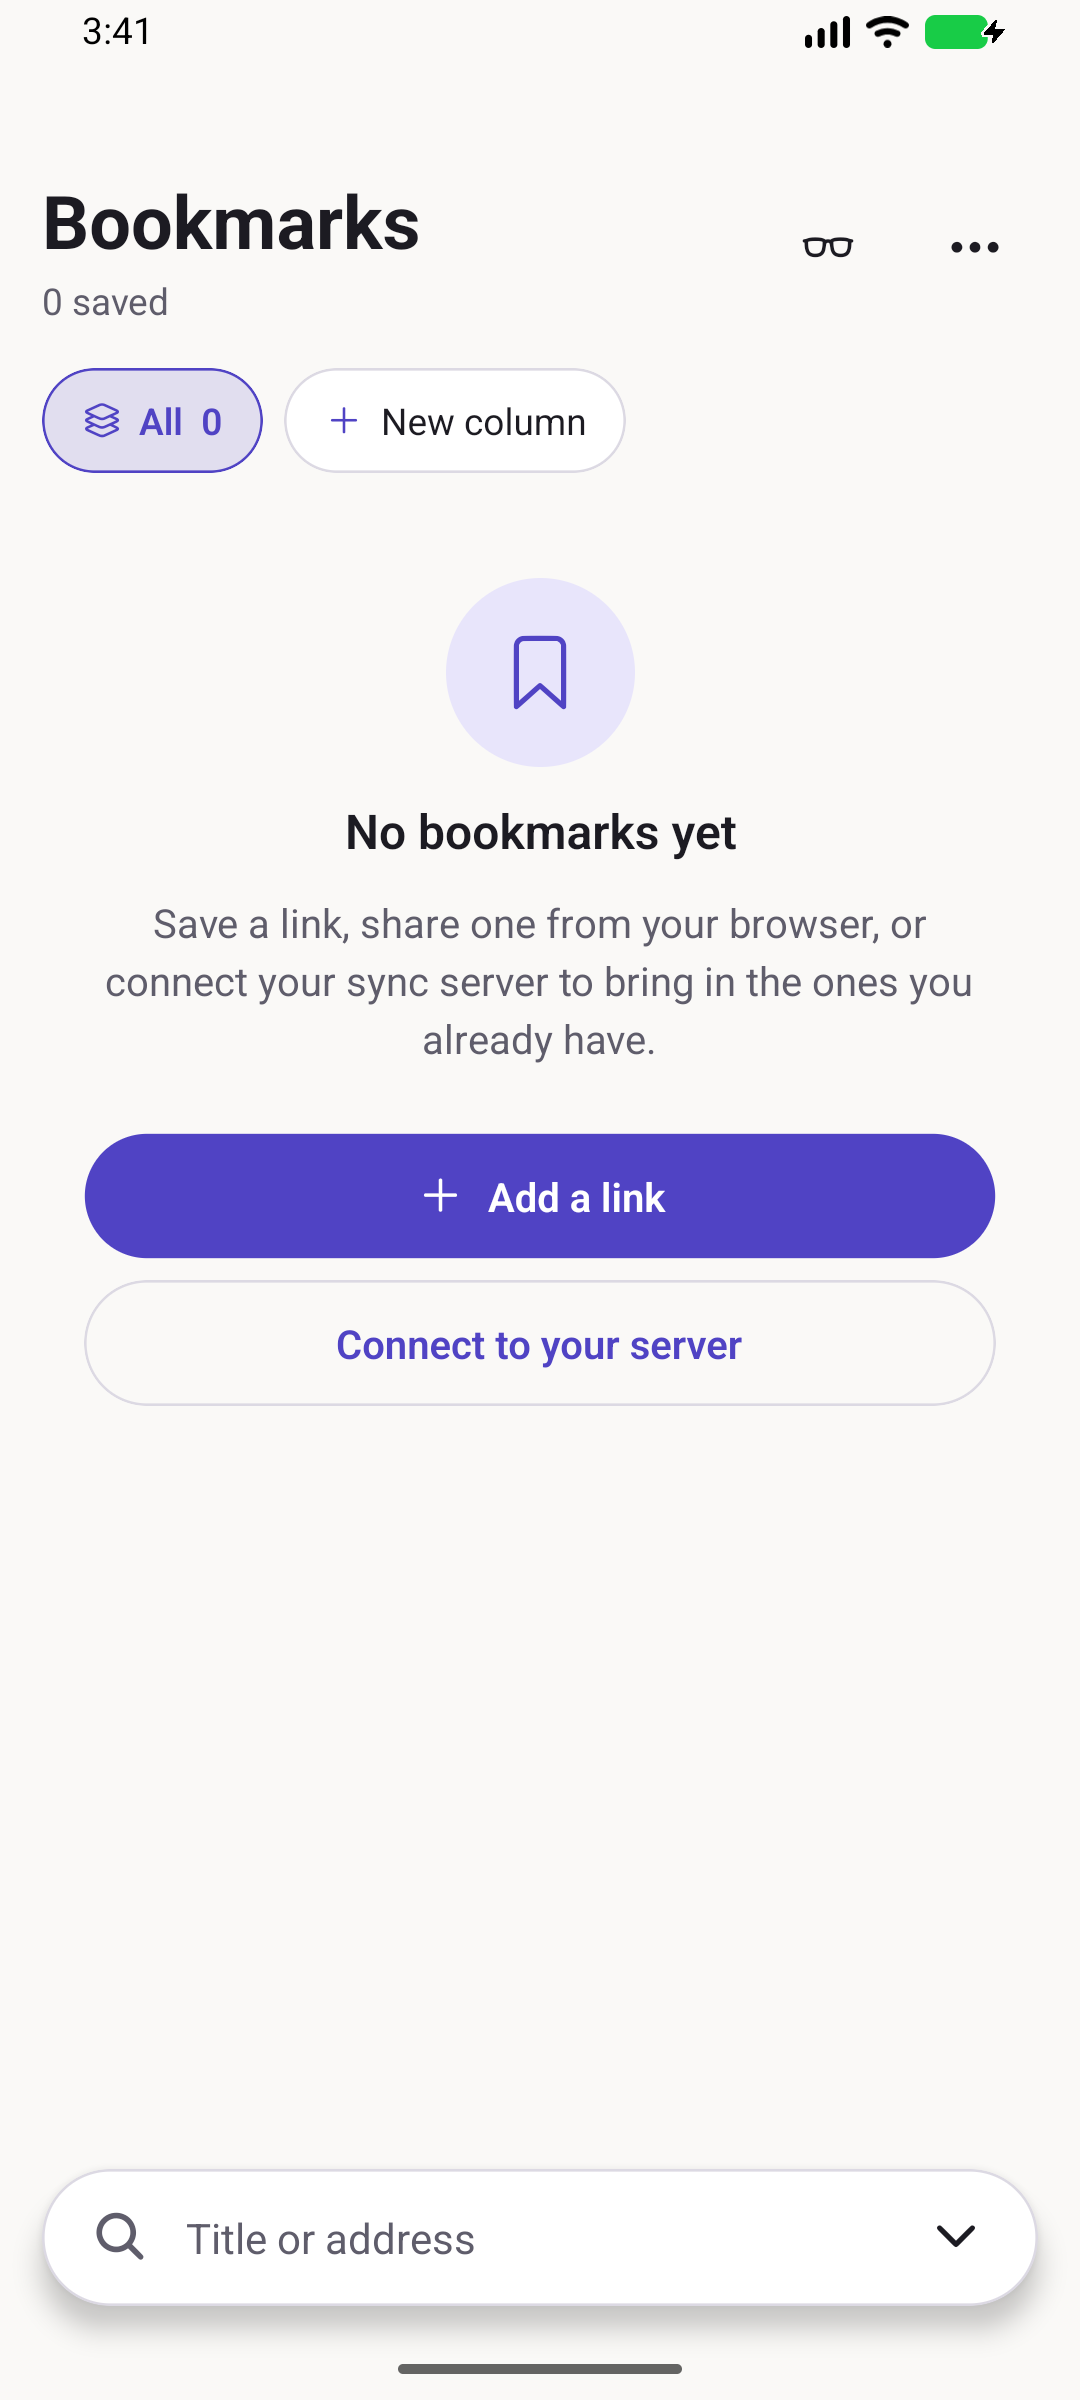 3:41
Bookmarks
0 saved
All 0
New column
No bookmarks yet
Save a link, share one from your browser, or
connect your sync server to bring in the ones you
already have.
Add a link
Connect to your server
Title or address